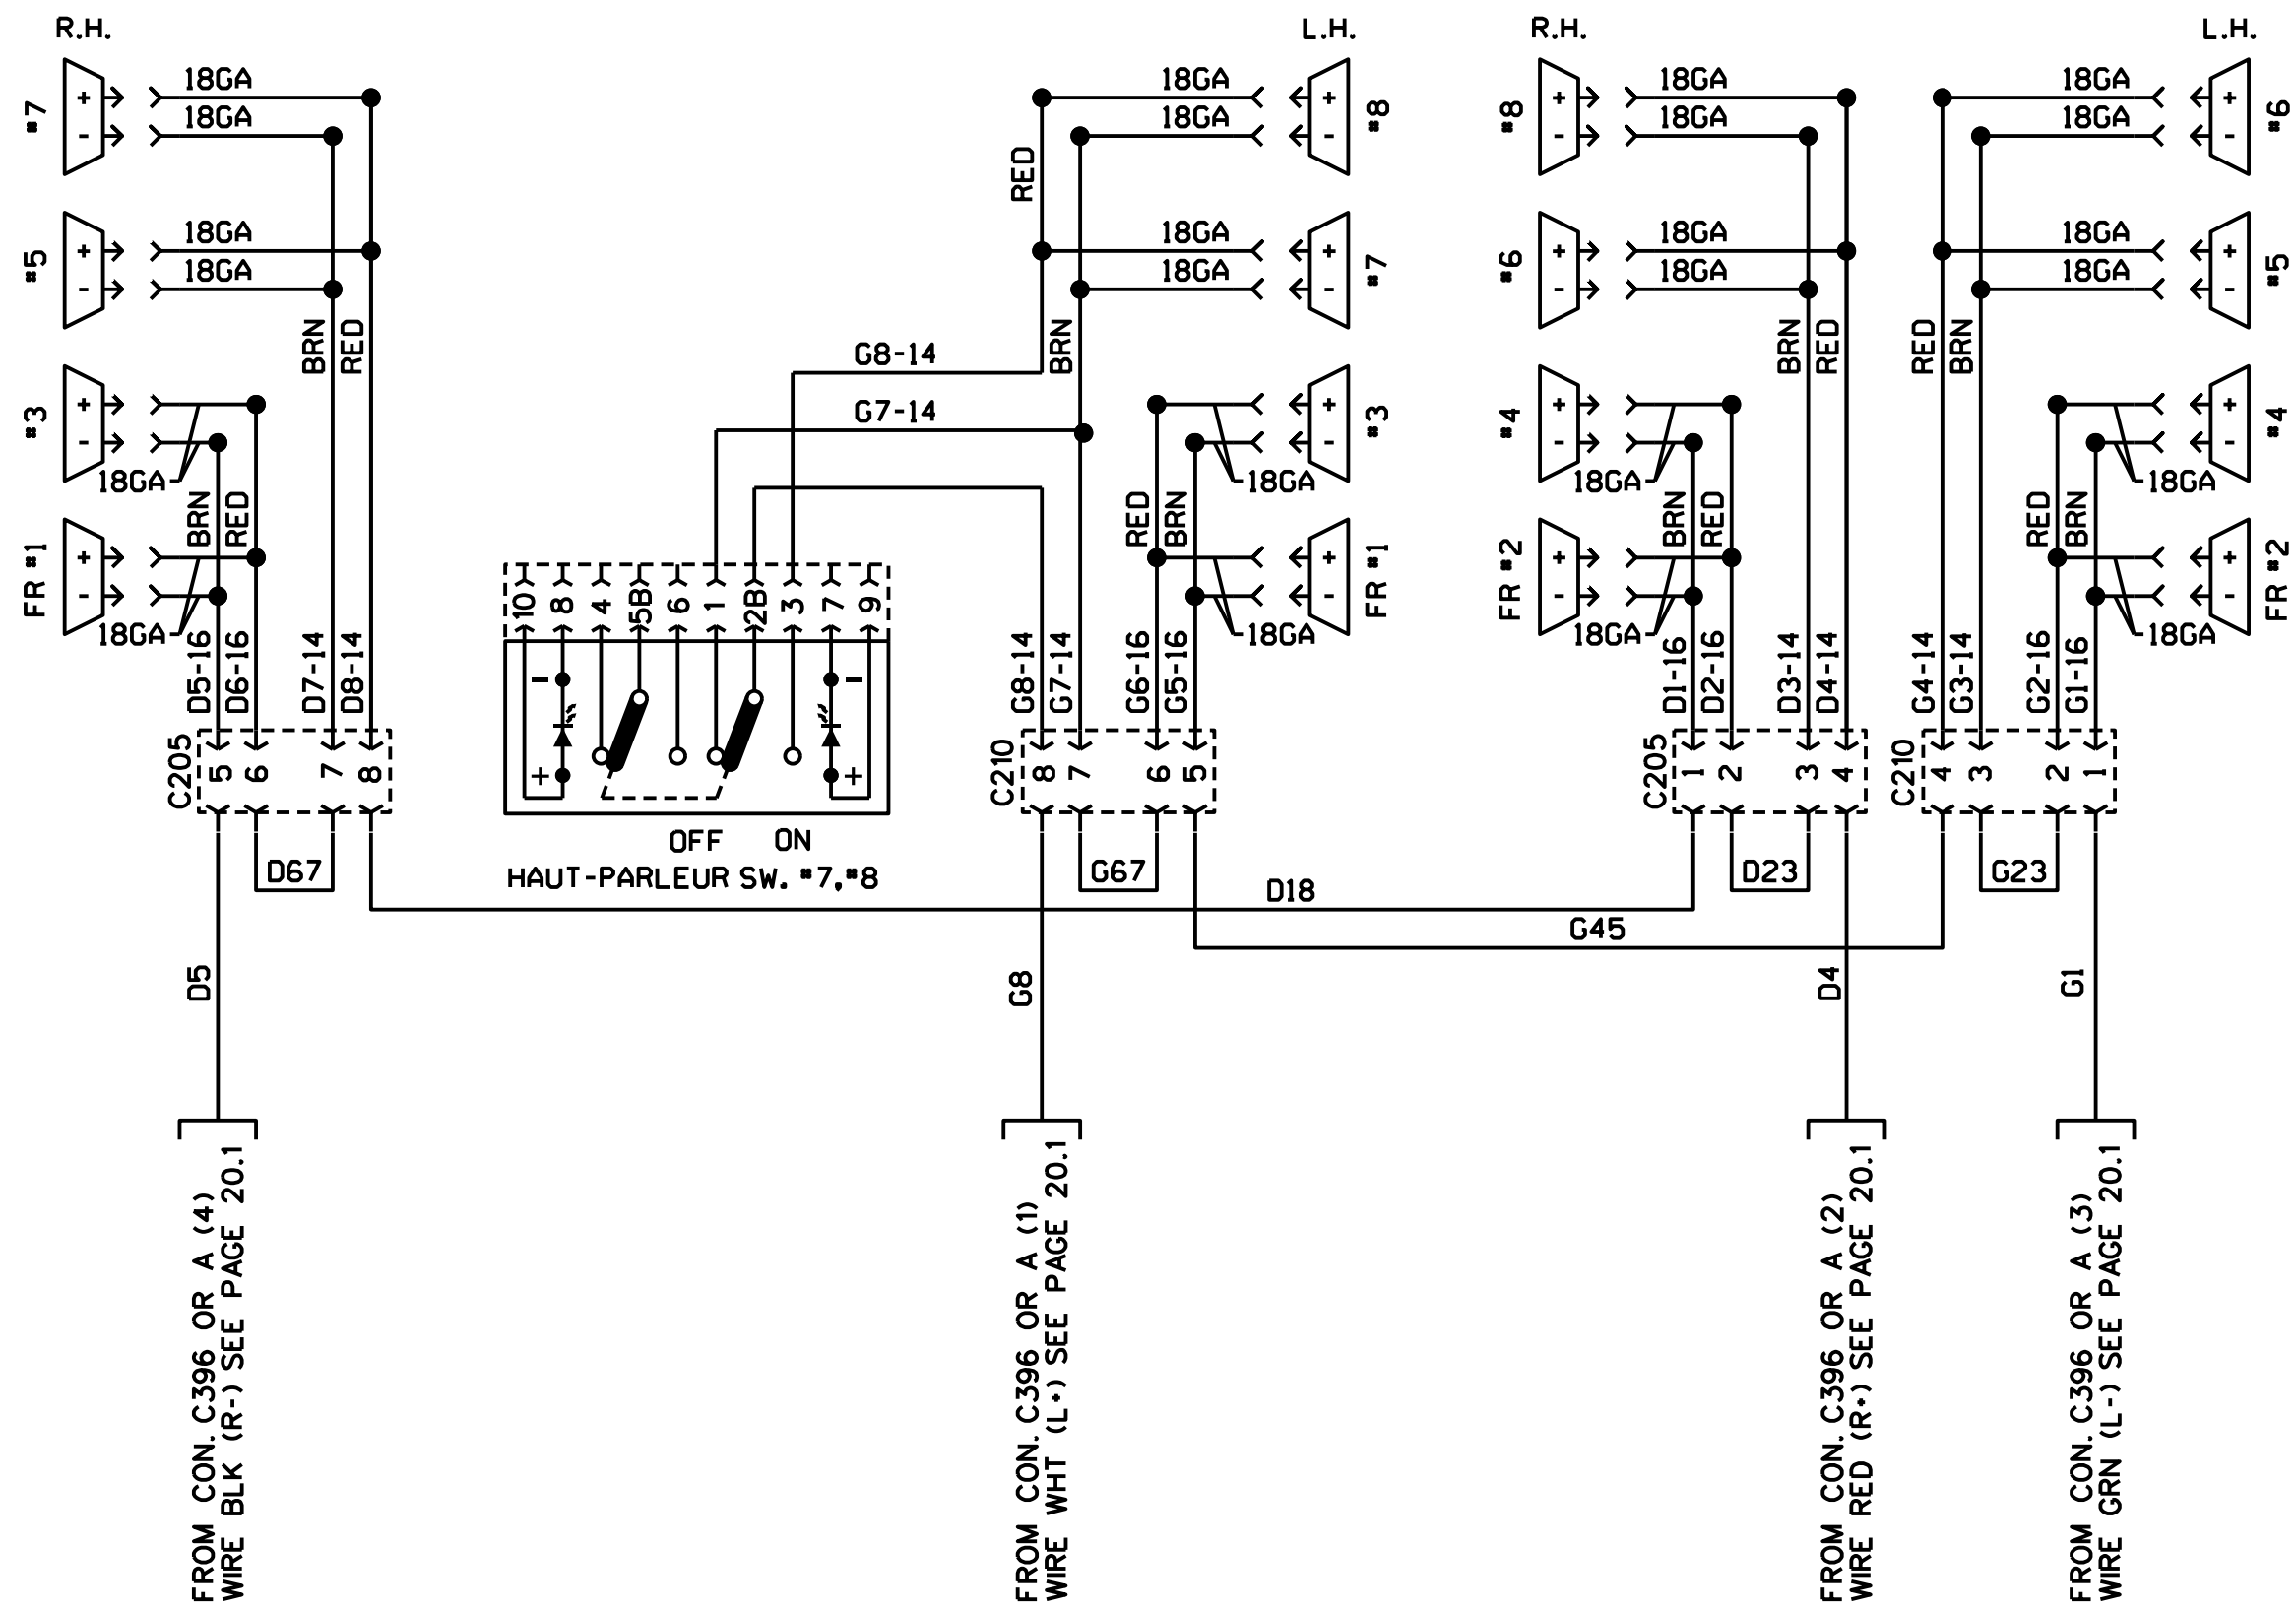 R.H.
L.H.
R.H.
L.H.
18GA
18GA
*7
18GA
18GA
*5
BRN
RED
*3
18GA
BRN
RED
FR *1
18GA
D5-16
D6-16
D7-14
D8-14
C205
5
6
7
8
D67
D5
G8-14
G7-14
10
8
4
5B
6
1
2B
3
7
9
OFF
ON
HAUT-PARLEUR SW. *7,*8
18GA
18GA
*8
RED
18GA
18GA
*7
BRN
*3
18GA
RED
BRN
FR *1
18GA
G8-14
G7-14
G6-16
G5-16
C210
8
7
6
5
G67
D18
G45
G8
18GA
18GA
*8
18GA
18GA
*6
BRN
RED
*4
18GA
BRN
RED
FR *2
18GA
D1-16
D2-16
D3-14
D4-14
C205
1
2
3
4
D23
D4
18GA
18GA
*6
18GA
18GA
*5
RED
BRN
*4
18GA
RED
BRN
FR *2
18GA
G4-14
G3-14
G2-16
G1-16
C210
4
3
2
1
G23
G1
FROM CON. C396 OR A (4)
WIRE BLK (R-) SEE PAGE 20.1
FROM CON. C396 OR A (1)
WIRE WHT (L+) SEE PAGE 20.1
FROM CON. C396 OR A (2)
WIRE RED (R+) SEE PAGE 20.1
FROM CON. C396 OR A (3)
WIRE GRN (L-) SEE PAGE 20.1